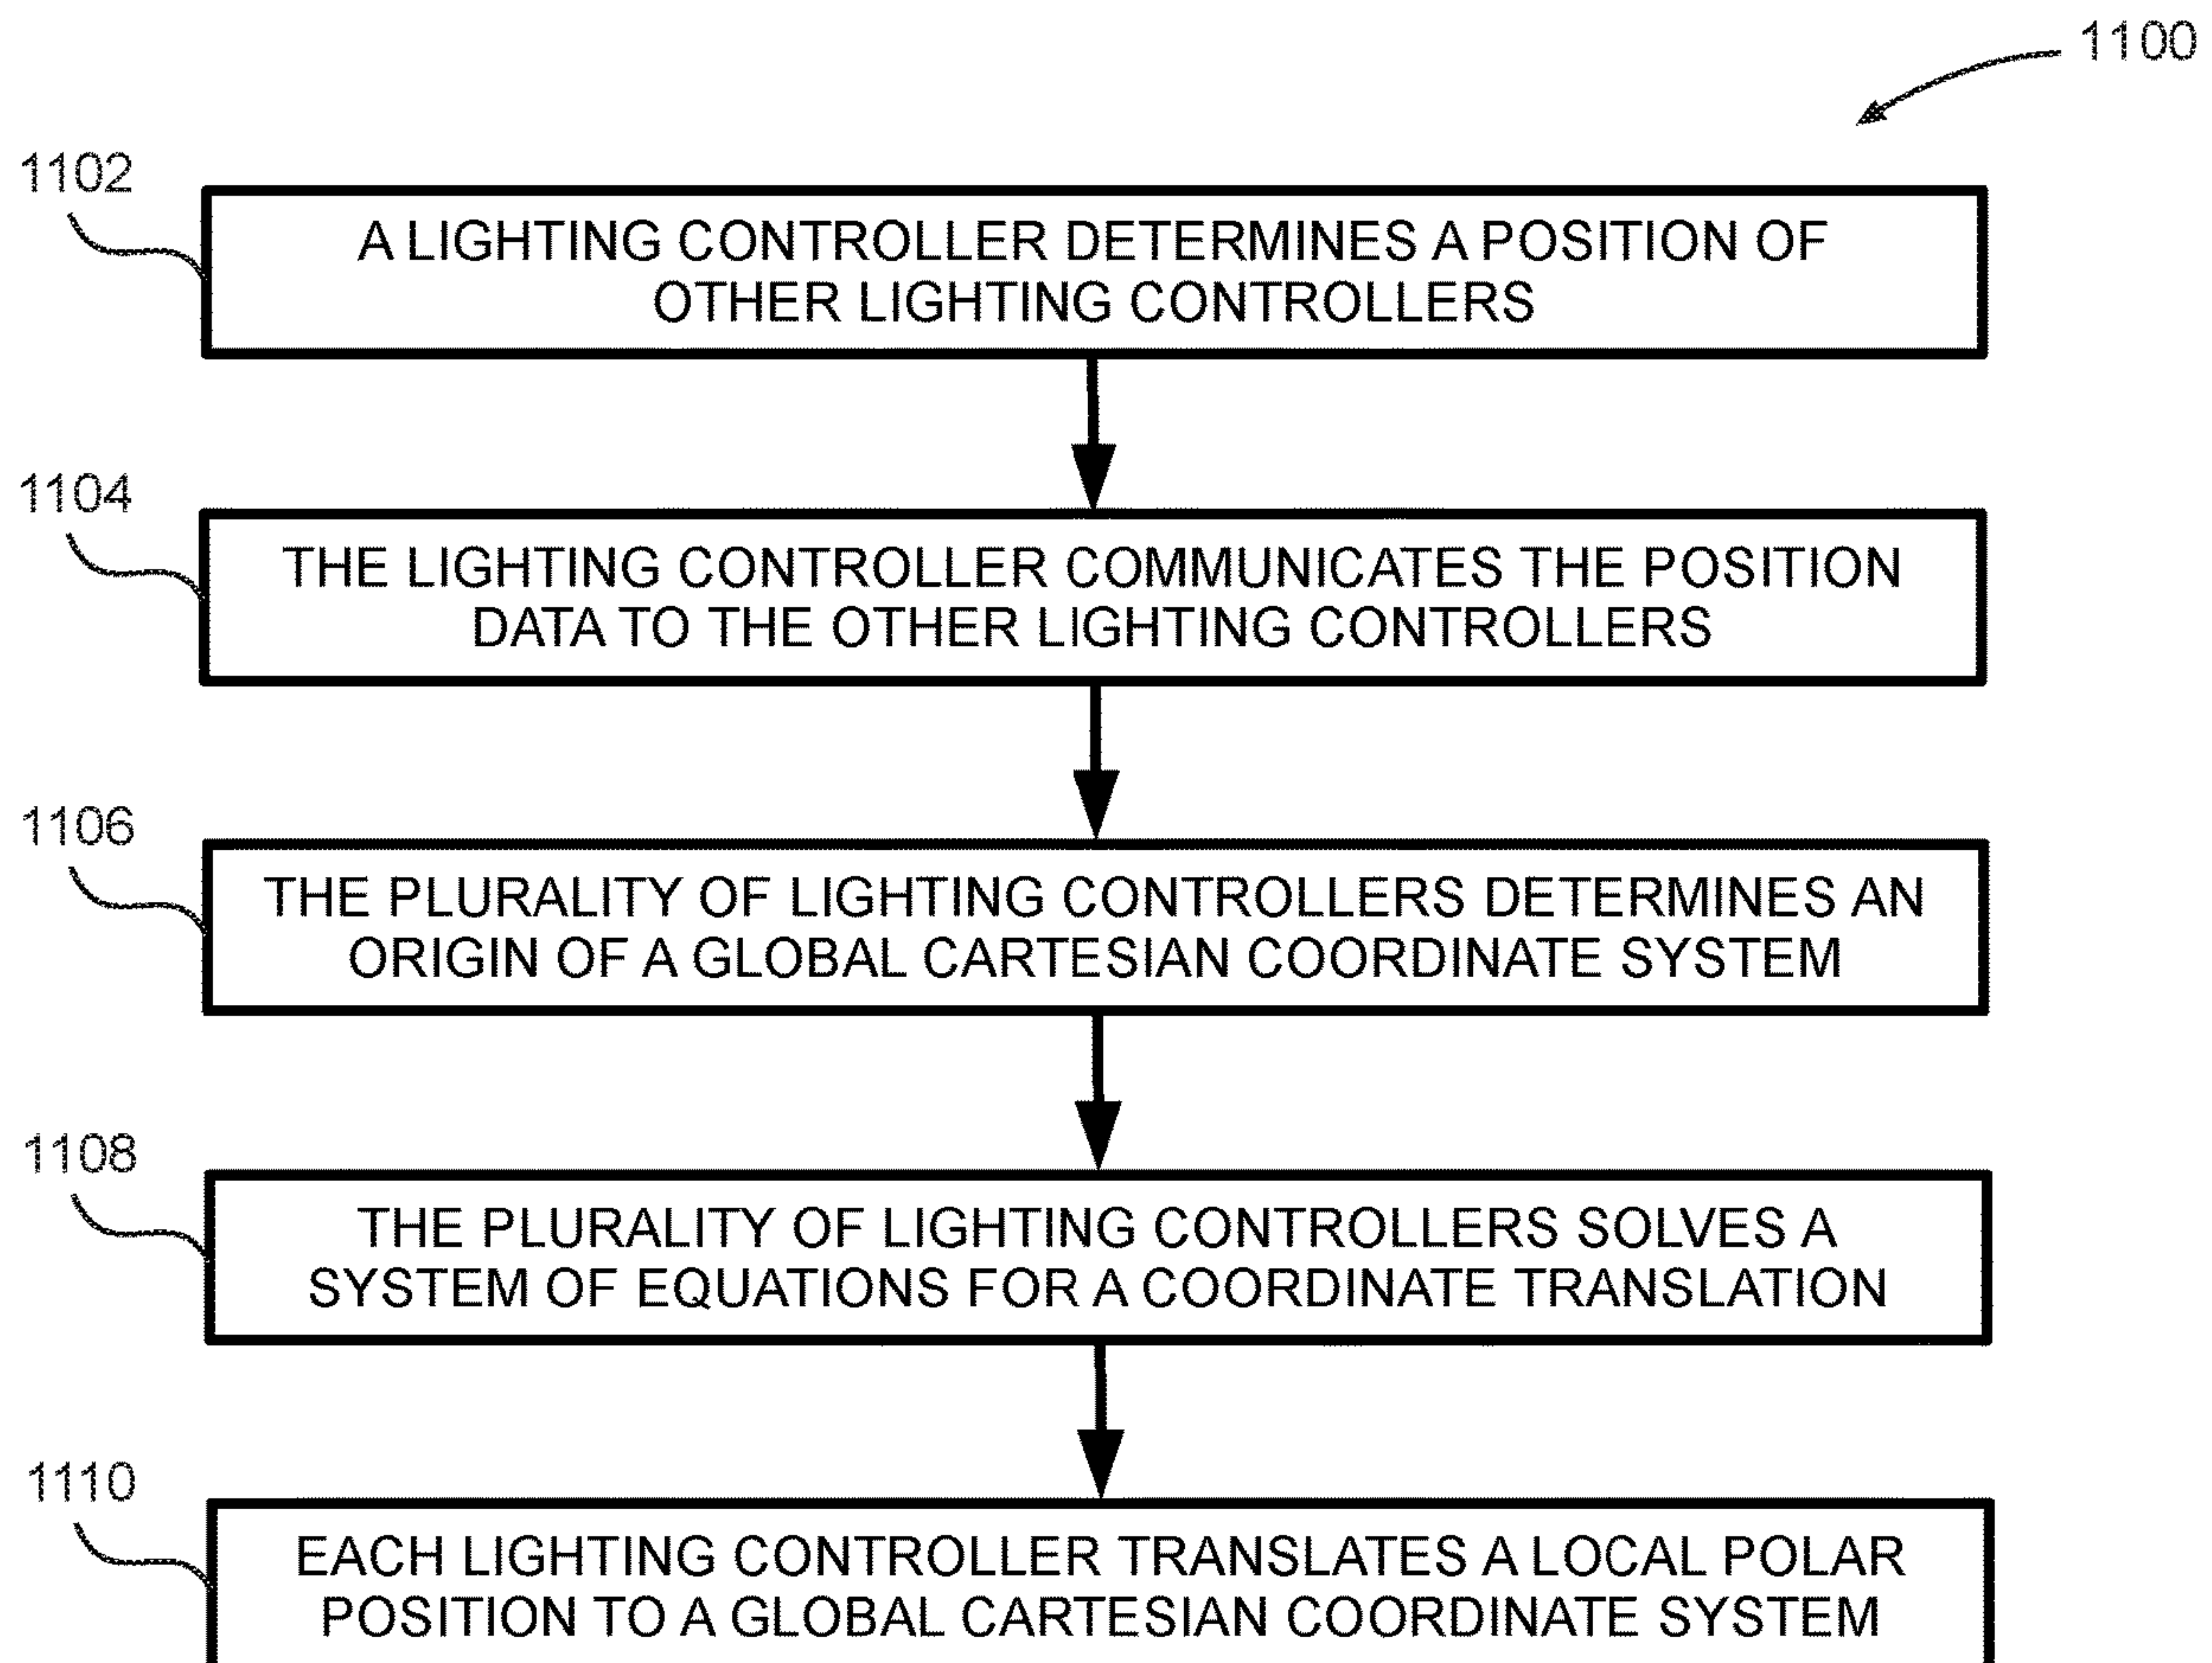 1100
1102
A LIGHTING CONTROLLER DETERMINES A POSITION OF
OTHER LIGHTING CONTROLLERS
1104
THE LIGHTING CONTROLLER COMMUNICATES THE POSITION
DATA TO THE OTHER LIGHTING CONTROLLERS
1106
THE PLURALITY OF LIGHTING CONTROLLERS DETERMINES AN
ORIGIN OF A GLOBAL CARTESIAN COORDINATE SYSTEM
1108
THE PLURALITY OF LIGHTING CONTROLLERS SOLVES A
SYSTEM OF EQUATIONS FOR A COORDINATE TRANSLATION
1110
EACH LIGHTING CONTROLLER TRANSLATES A LOCAL POLAR
POSITION TO A GLOBAL CARTESIAN COORDINATE SYSTEM